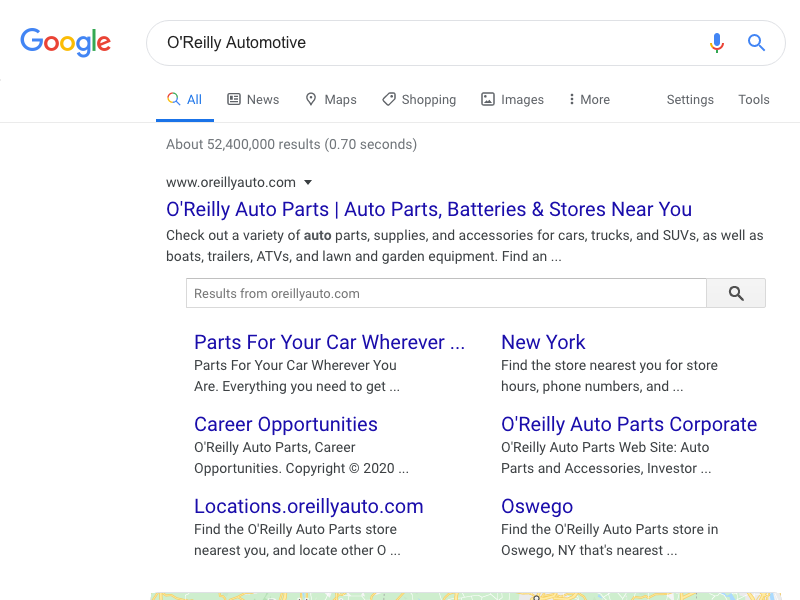 Google
O'Reilly Automotive
All
News
Maps
Shopping
Images
More
Settings
Tools
About 52,400,000 results (0.70 seconds)
www.oreillyauto.com
O'Reilly Auto Parts | Auto Parts, Batteries & Stores Near You
Check out a variety of auto parts, supplies, and accessories for cars, trucks, and SUVs, as well as
boats, trailers, ATVs, and lawn and garden equipment. Find an ...
Results from oreillyauto.com
Parts For Your Car Wherever ...
Parts For Your Car Wherever You
Are. Everything you need to get ...
New York
Find the store nearest you for store
hours, phone numbers, and ...
Career Opportunities
O'Reilly Auto Parts, Career
Opportunities. Copyright © 2020 ...
O'Reilly Auto Parts Corporate
O'Reilly Auto Parts Web Site: Auto
Parts and Accessories, Investor ...
Locations.oreillyauto.com
Find the O'Reilly Auto Parts store
nearest you, and locate other O ...
Oswego
Find the O'Reilly Auto Parts store in
Oswego, NY that's nearest ...